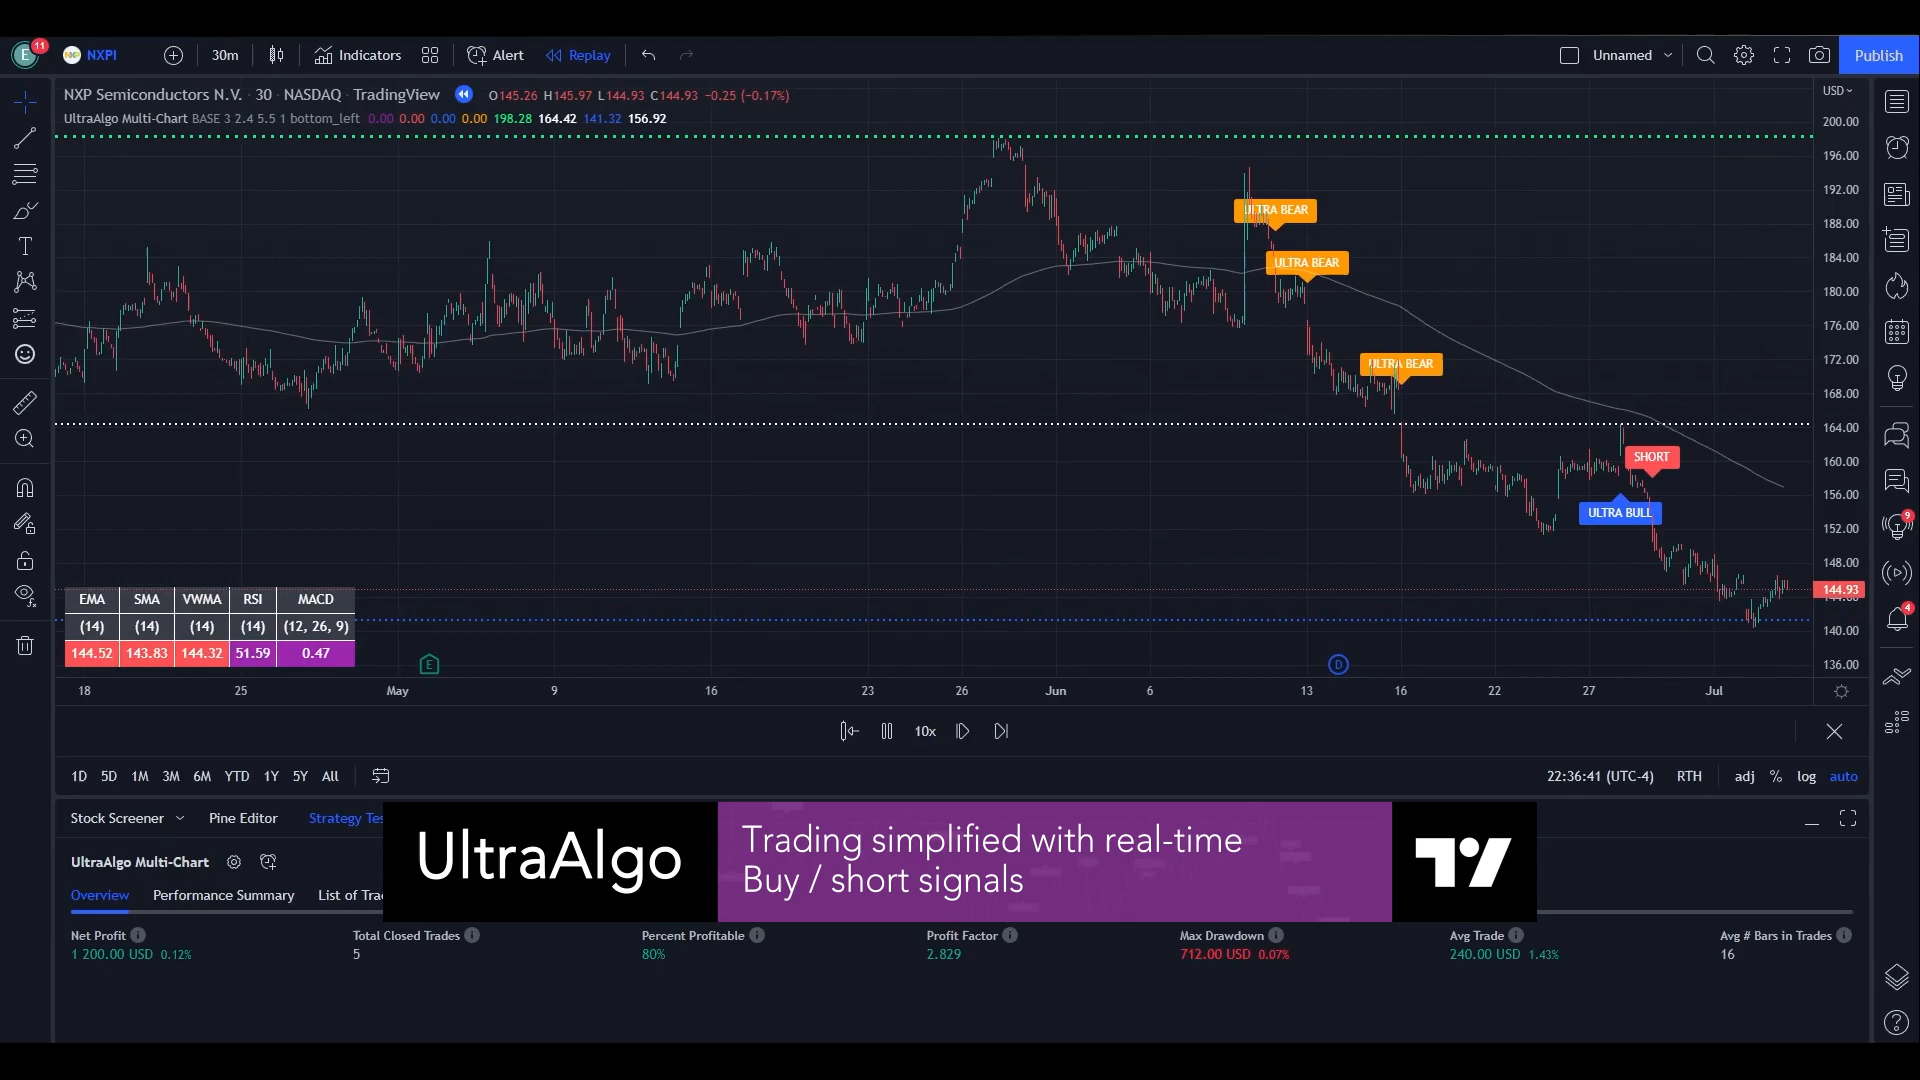 E 11 NXPI 30m Indicators Alert Replay Unnamed Publish
NXP Semiconductors N.V. · 30 · NASDAQ · TradingView O145.26 H145.97 L144.93 C144.93 −0.25 (−0.17%)
UltraAlgo Multi-Chart BASE 3 2.4 5.5 1 bottom_left 0.00 0.00 0.00 0.00 198.28 164.42 141.32 156.92
USD
200.00
196.00
192.00
188.00
184.00
180.00
176.00
172.00
168.00
164.00
160.00
156.00
152.00
148.00
144.93
140.00
136.00
ULTRA BEAR
ULTRA BEAR
ULTRA BEAR
SHORT
ULTRA BULL
9
4
EMA SMA VWMA RSI MACD
(14) (14) (14) (14) (12, 26, 9)
144.52 143.83 144.32 51.59 0.47
E D
18 25 May 9 16 23 26 Jun 6 13 16 22 27 Jul
10x
1D 5D 1M 3M 6M YTD 1Y 5Y All 22:36:41 (UTC-4) RTH adj % log auto
Stock Screener Pine Editor Strategy Tes
UltraAlgo Multi-Chart
Overview Performance Summary List of Tra
UltraAlgo
Trading simplified with real-time
Buy / short signals
Net Profit Total Closed Trades Percent Profitable Profit Factor Max Drawdown Avg Trade Avg # Bars in Trades
1 200.00 USD 0.12% 5 80% 2.829 712.00 USD 0.07% 240.00 USD 1.43% 16